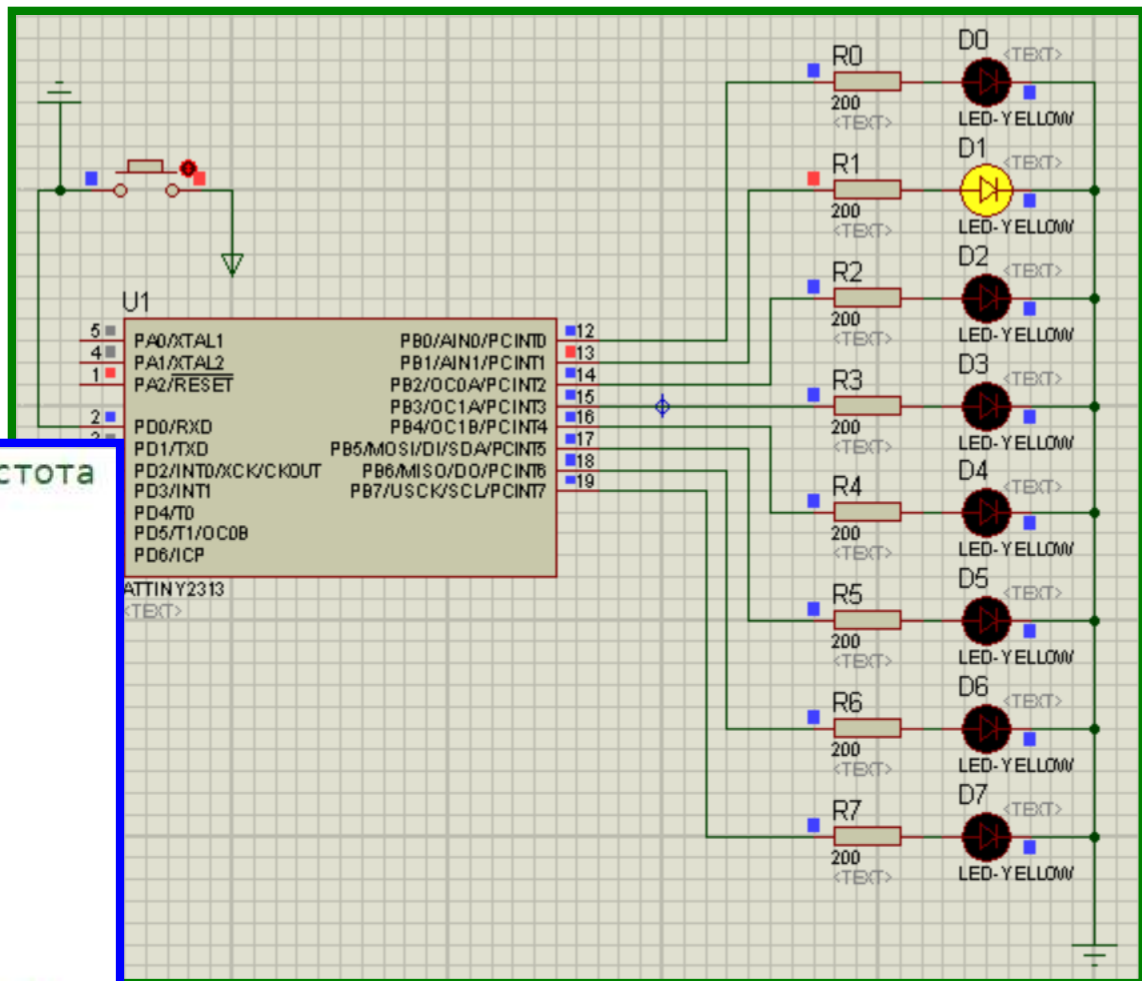 D0
<TEXT>
R0
200
<TEXT>
LED-YELLOW
D1
<TEXT>
R1
200
<TEXT>
LED-YELLOW
D2
<TEXT>
R2
200
<TEXT>
LED-YELLOW
D3
<TEXT>
R3
200
<TEXT>
LED-YELLOW
D4
<TEXT>
R4
200
<TEXT>
LED-YELLOW
D5
<TEXT>
R5
200
<TEXT>
LED-YELLOW
D6
<TEXT>
R6
200
<TEXT>
LED-YELLOW
D7
<TEXT>
R7
200
<TEXT>
LED-YELLOW
U1
5 PA0/XTAL1 PB0/AIN0/PCINT0 12
4 PA1/XTAL2 PB1/AIN1/PCINT1 13
1 PA2/RESET PB2/OC0A/PCINT2 14
PB3/OC1A/PCINT3 15
2 PD0/RXD PB4/OC1B/PCINT4 16
PD1/TXD PB5/MOSI/DI/SDA/PCINT5 17
PD2/INT0/XCK/CKOUT PB6/MISO/DO/PCINT6 18
PD3/INT1 PB7/USCK/SCL/PCINT7 19
PD4/T0
PD5/T1/OC0B
PD6/ICP
ATTINY2313
<TEXT>
стота